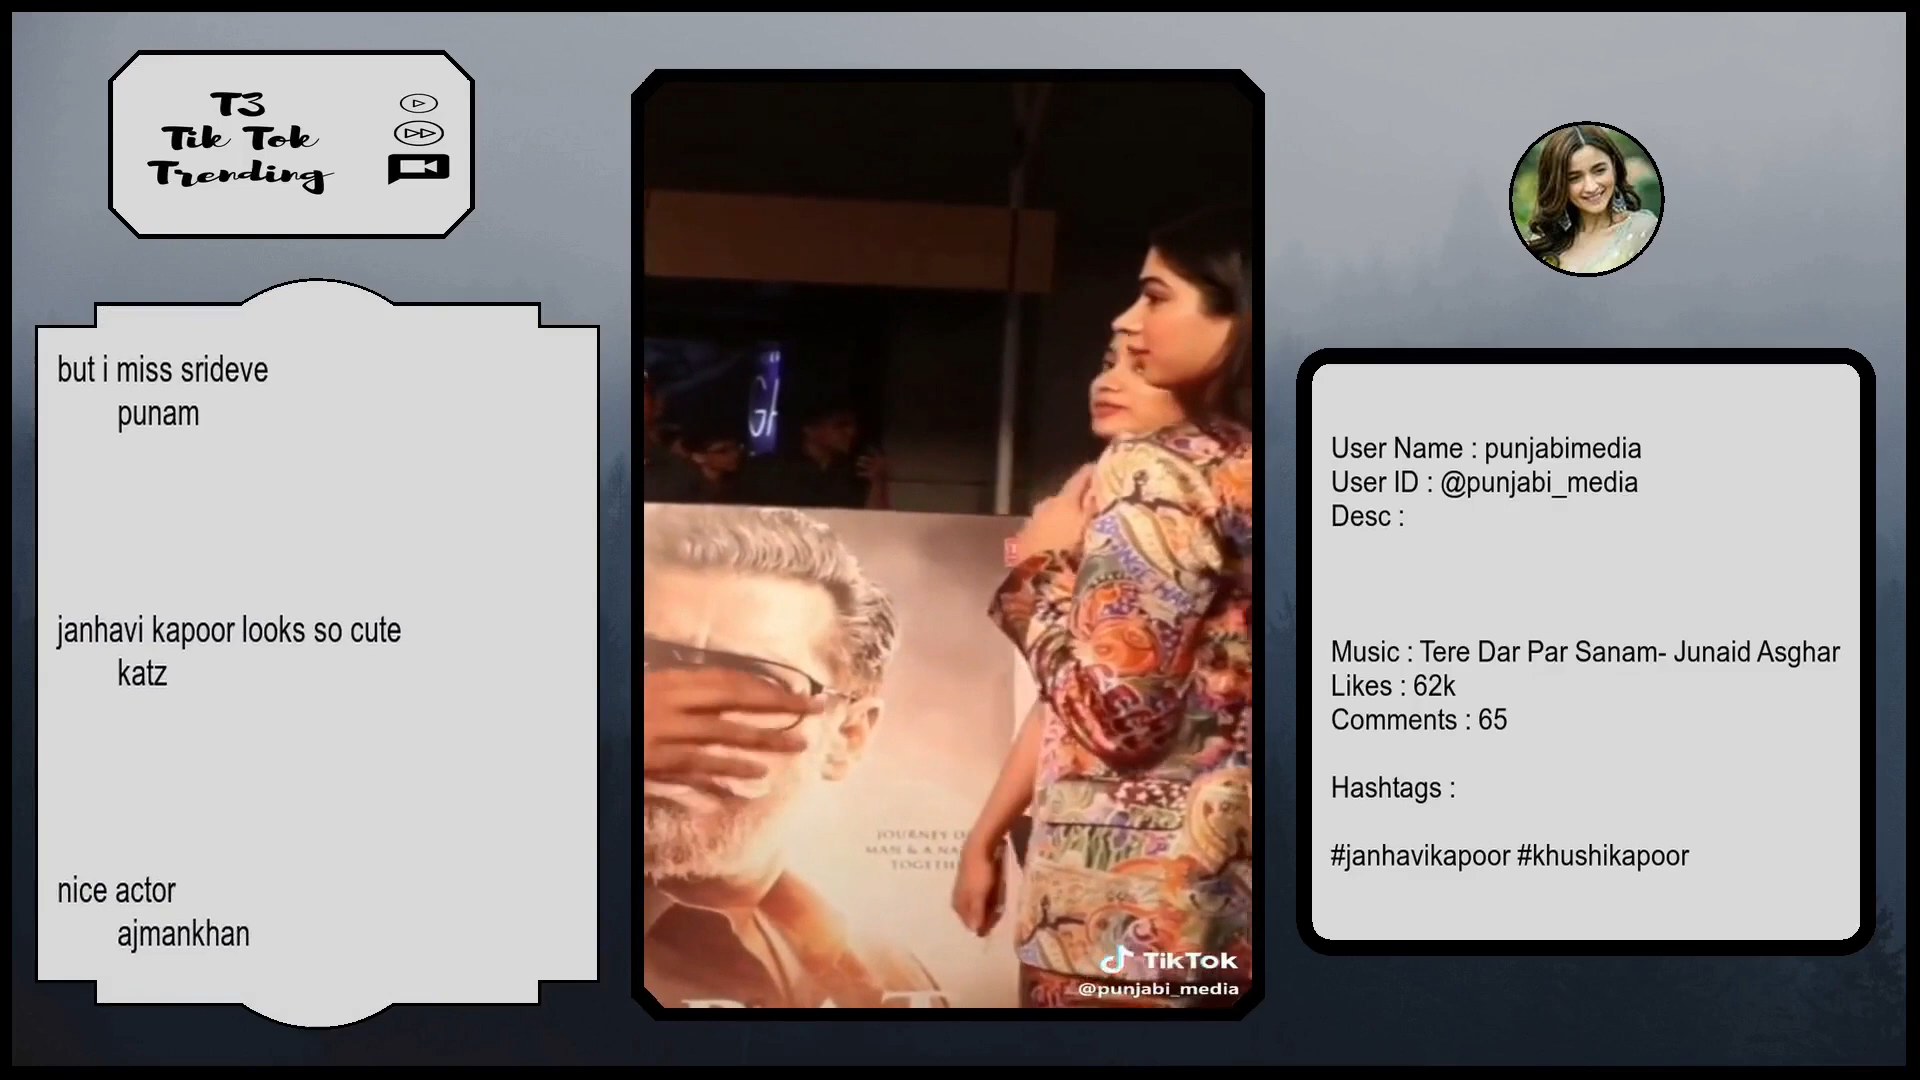 T3
Tik Tok
Trending
but i miss srideve
punam
janhavi kapoor looks so cute
katz
nice actor
ajmankhan
JOURNEY
MAN & A
TikTok
@punjabi_media
User Name : punjabimedia
User ID : @punjabi_media
Desc :
Music : Tere Dar Par Sanam- Junaid Asghar
Likes : 62k
Comments : 65
Hashtags :
#janhavikapoor #khushikapoor